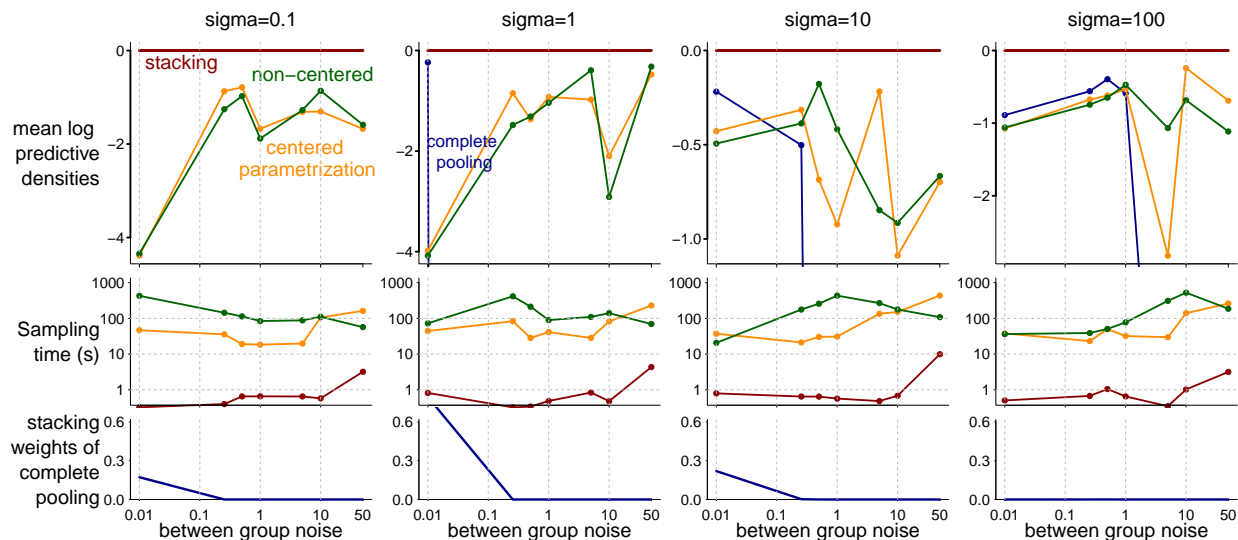 sigma=0.1
sigma=1
sigma=10
sigma=100
mean log
predictive
densities
0
−2
−4
stacking
non−centered
centered
parametrization
0
−2
−4
complete
pooling
0.0
−0.5
−1.0
0
−1
−2
Sampling
time (s)
1000
100
10
1
1000
100
10
1
1000
100
10
1
1000
100
10
1
stacking
weights of
complete
pooling
0.6
0.3
0.0
0.6
0.3
0.0
0.6
0.3
0.0
0.6
0.3
0.0
0.01 0.1 1 10 50
0.01 0.1 1 10 50
0.01 0.1 1 10 50
0.01 0.1 1 10 50
between group noise
between group noise
between group noise
between group noise